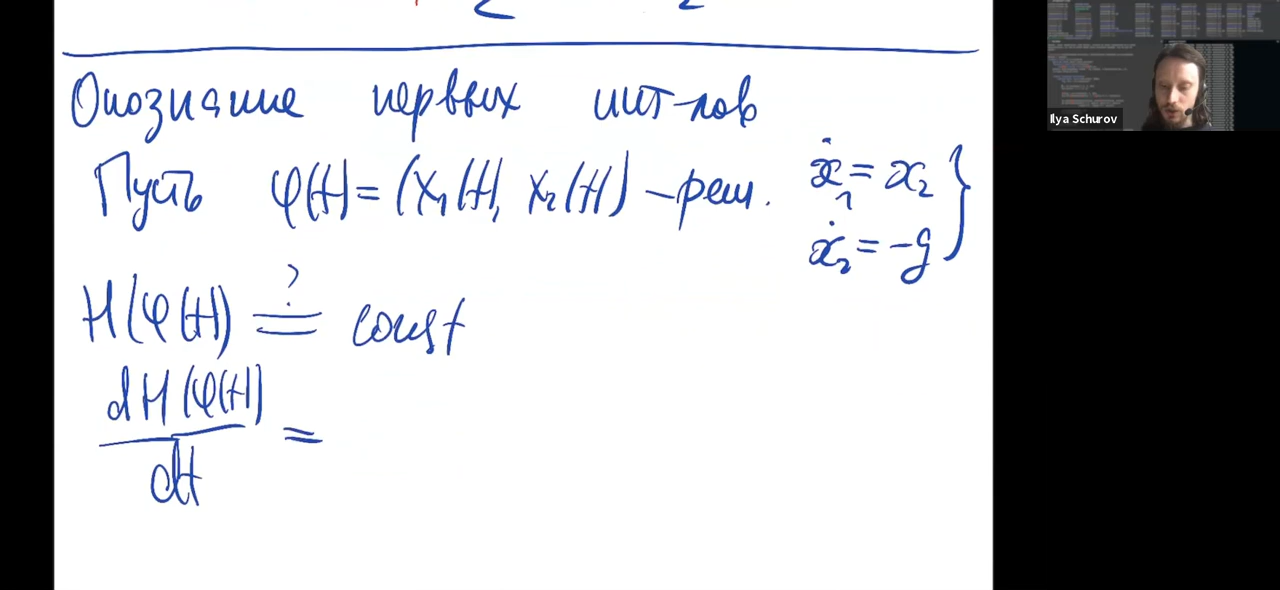 Опознание первых инт-лов
Пусть φ(t) = (x₁(t), x₂(t)) – реш. ẋ₁ = x₂
ẋ₂ = -g
H(φ(t)) ≟ const
dH(φ(t))
dt =
Ilya Schurov